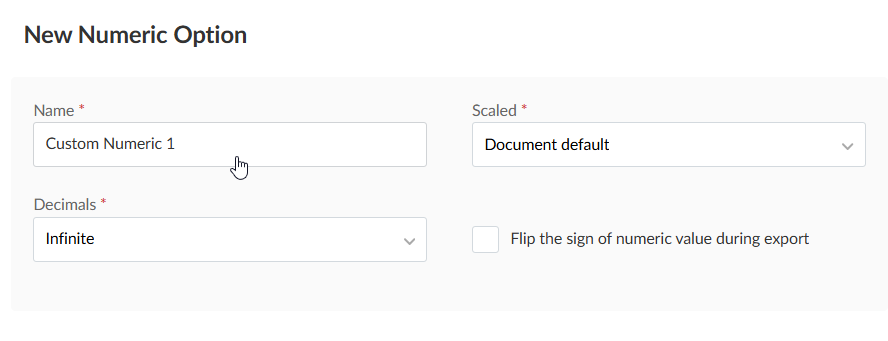 New Numeric Option
Name *
Scaled *
Custom Numeric 1
Document default
Decimals *
Infinite
Flip the sign of numeric value during export